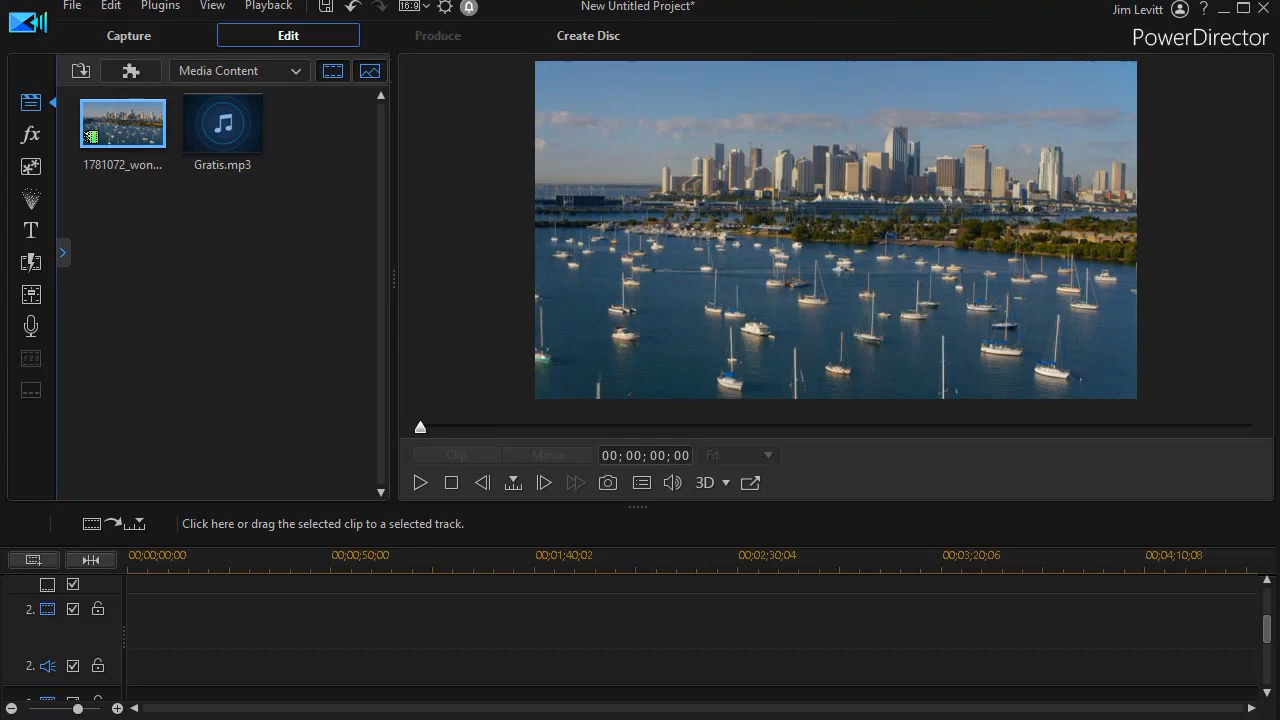 File Edit Plugins View Playback 16:9 New Untitled Project* Jim Levitt ?
PowerDirector
Capture Edit Produce Create Disc
Media Content
1781072_won... Gratis.mp3
fx
T
Clip Movie 00; 00; 00; 00 Fit
3D
Click here or drag the selected clip to a selected track.
00;00;00;00 00;00;50;00 00;01;40;02 00;02;30;04 00;03;20;06 00;04;10;08
2.
2.